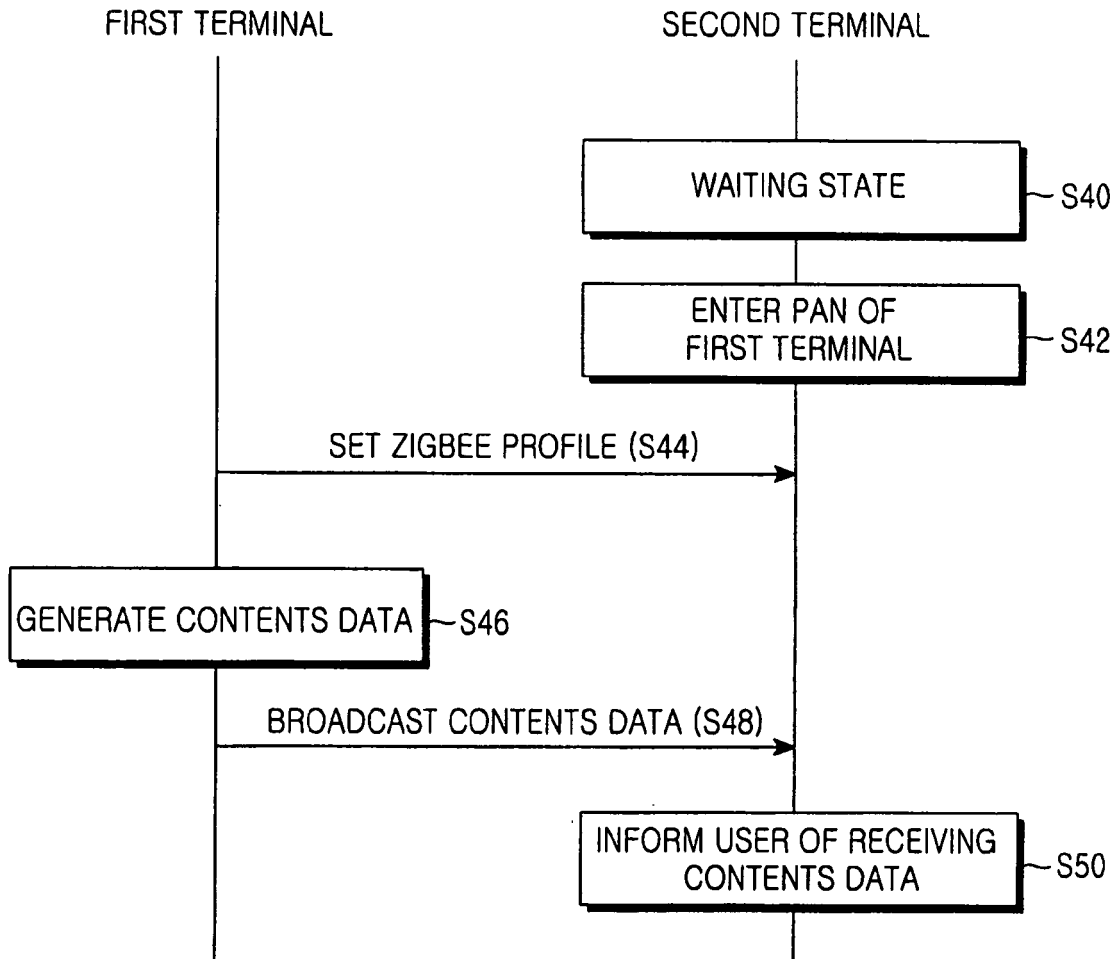 FIRST TERMINAL
SECOND TERMINAL
WAITING STATE
S40
ENTER PAN OF
FIRST TERMINAL
S42
SET ZIGBEE PROFILE (S44)
GENERATE CONTENTS DATA
S46
BROADCAST CONTENTS DATA (S48)
INFORM USER OF RECEIVING
CONTENTS DATA
S50